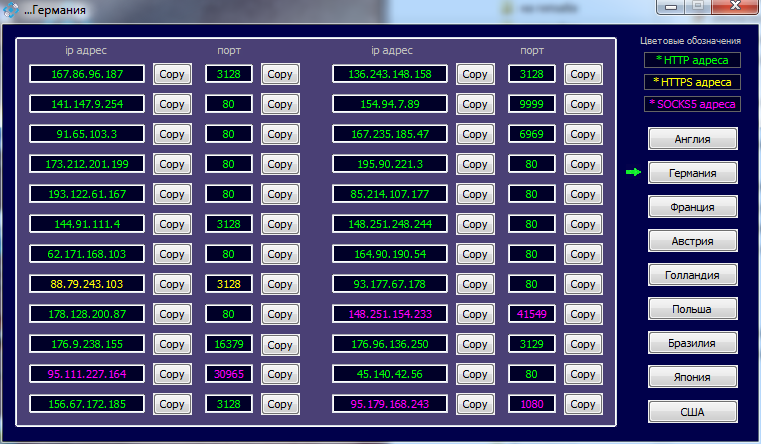 ...Германия
ip адрес порт ip адрес порт Цветовые обозначения
167.86.96.187 Copy 3128 Copy 136.243.148.158 Copy 3128 Copy * HTTP адреса
* HTTPS адреса
141.147.9.254 Copy 80 Copy 154.94.7.89 Copy 9999 Copy * SOCKS5 адреса
91.65.103.3 Copy 80 Copy 167.235.185.47 Copy 6969 Copy Англия
173.212.201.199 Copy 80 Copy 195.90.221.3 Copy 80 Copy Германия
193.122.61.167 Copy 80 Copy 85.214.107.177 Copy 80 Copy Франция
144.91.111.4 Copy 3128 Copy 148.251.248.244 Copy 80 Copy Австрия
62.171.168.103 Copy 80 Copy 164.90.190.54 Copy 80 Copy Голландия
88.79.243.103 Copy 3128 Copy 93.177.67.178 Copy 80 Copy
178.128.200.87 Copy 80 Copy 148.251.154.233 Copy 41549 Copy Польша
176.9.238.155 Copy 16379 Copy 176.96.136.250 Copy 3129 Copy Бразилия
95.111.227.164 Copy 30965 Copy 45.140.42.56 Copy 80 Copy Япония
156.67.172.185 Copy 3128 Copy 95.179.168.243 Copy 1080 Copy США